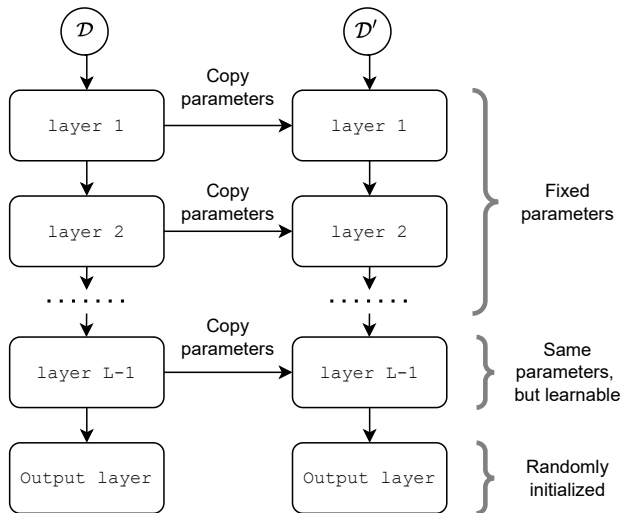 𝒟
𝒟′
Copy
parameters
layer 1
layer 1
Copy
parameters
layer 2
layer 2
Fixed
parameters
.......
.......
Copy
parameters
layer L-1
layer L-1
Same
parameters,
but learnable
Output layer
Output layer
Randomly
initialized